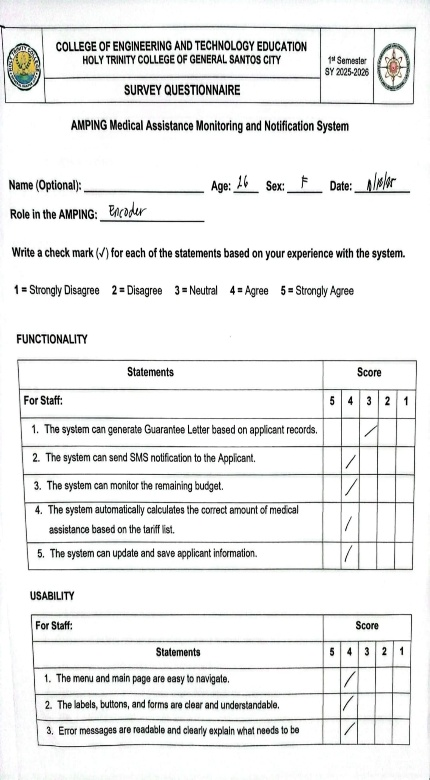 COLLEGE OF ENGINEERING AND TECHNOLOGY EDUCATION
HOLY TRINITY COLLEGE OF GENERAL SANTOS CITY
1st Semester
SY 2025-2026
SURVEY QUESTIONNAIRE
AMPING Medical Assistance Monitoring and Notification System
Name (Optional): Age: 26 Sex: F Date:
Role in the AMPING: Encoder
Write a check mark (√) for each of the statements based on your experience with the system.
1 = Strongly Disagree 2 = Disagree 3 = Neutral 4 = Agree 5 = Strongly Agree
FUNCTIONALITY
Statements Score
For Staff: 5 4 3 2 1
1. The system can generate Guarantee Letter based on applicant records. /
2. The system can send SMS notification to the Applicant. /
3. The system can monitor the remaining budget. /
4. The system automatically calculates the correct amount of medical
assistance based on the tariff list. /
5. The system can update and save applicant information. /
USABILITY
For Staff: Score
Statements 5 4 3 2 1
1. The menu and main page are easy to navigate. /
2. The labels, buttons, and forms are clear and understandable. /
3. Error messages are readable and clearly explain what needs to be /